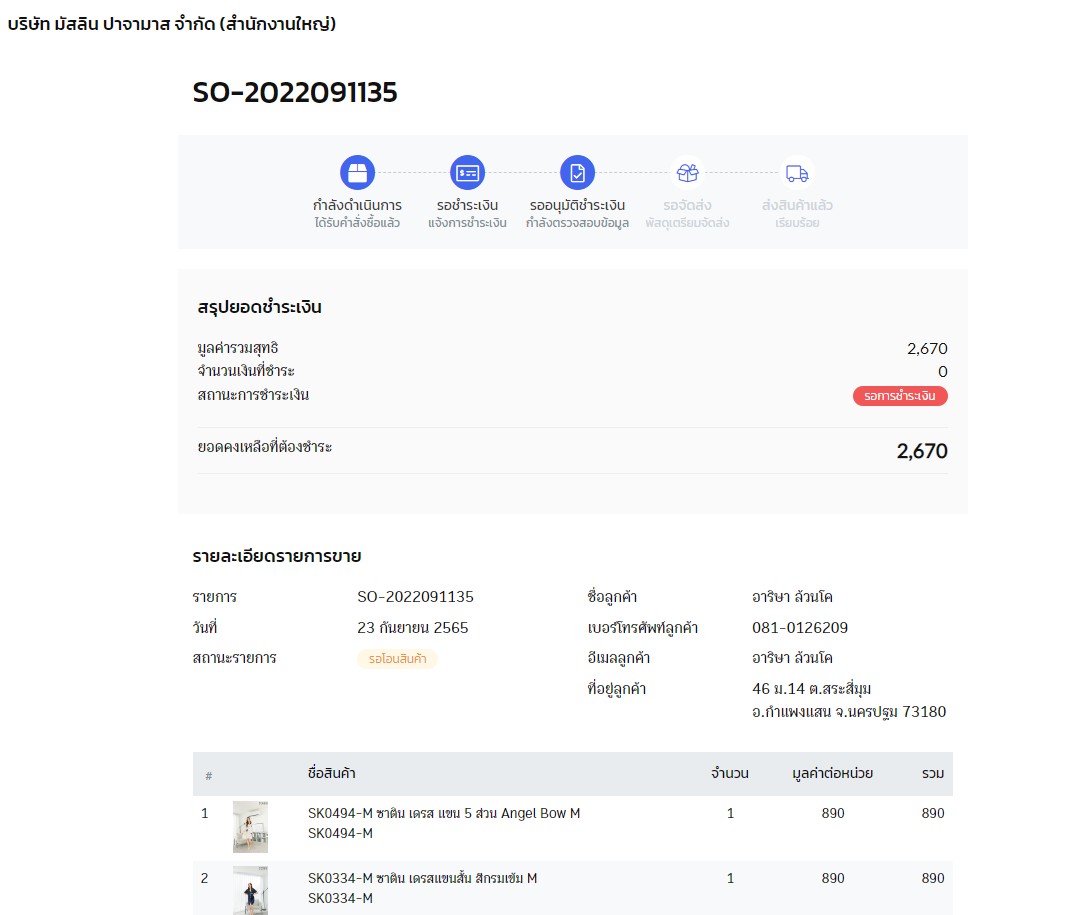 บริษัท มัสลิน ปาจามาส จำกัด (สำนักงานใหญ่)
SO-2022091135
กำลังดำเนินการ รอชำระเงิน รออนุมัติชำระเงิน รอจัดส่ง ส่งสินค้าแล้ว
ได้รับคำสั่งซื้อแล้ว แจ้งการชำระเงิน กำลังตรวจสอบข้อมูล พัสดุเตรียมจัดส่ง เรียบร้อย
สรุปยอดชำระเงิน
มูลค่ารวมสุทธิ 2,670
จำนวนเงินที่ชำระ 0
สถานะการชำระเงิน รอการชำระเงิน
ยอดคงเหลือที่ต้องชำระ 2,670
รายละเอียดรายการขาย
รายการ SO-2022091135 ชื่อลูกค้า อาริษา ล้วนโค
วันที่ 23 กันยายน 2565 เบอร์โทรศัพท์ลูกค้า 081-0126209
สถานะรายการ รอโอนสินค้า อีเมลลูกค้า อาริษา ล้วนโค
ที่อยู่ลูกค้า 46 ม.14 ต.สระสี่มุม
อ.กำแพงแสน จ.นครปฐม 73180
# ชื่อสินค้า จำนวน มูลค่าต่อหน่วย รวม
1 SK0494-M ซาติน เดรส แขน 5 ส่วน Angel Bow M 1 890 890
SK0494-M
2 SK0334-M ซาติน เดรสแขนสั้น สีกรมเข้ม M 1 890 890
SK0334-M